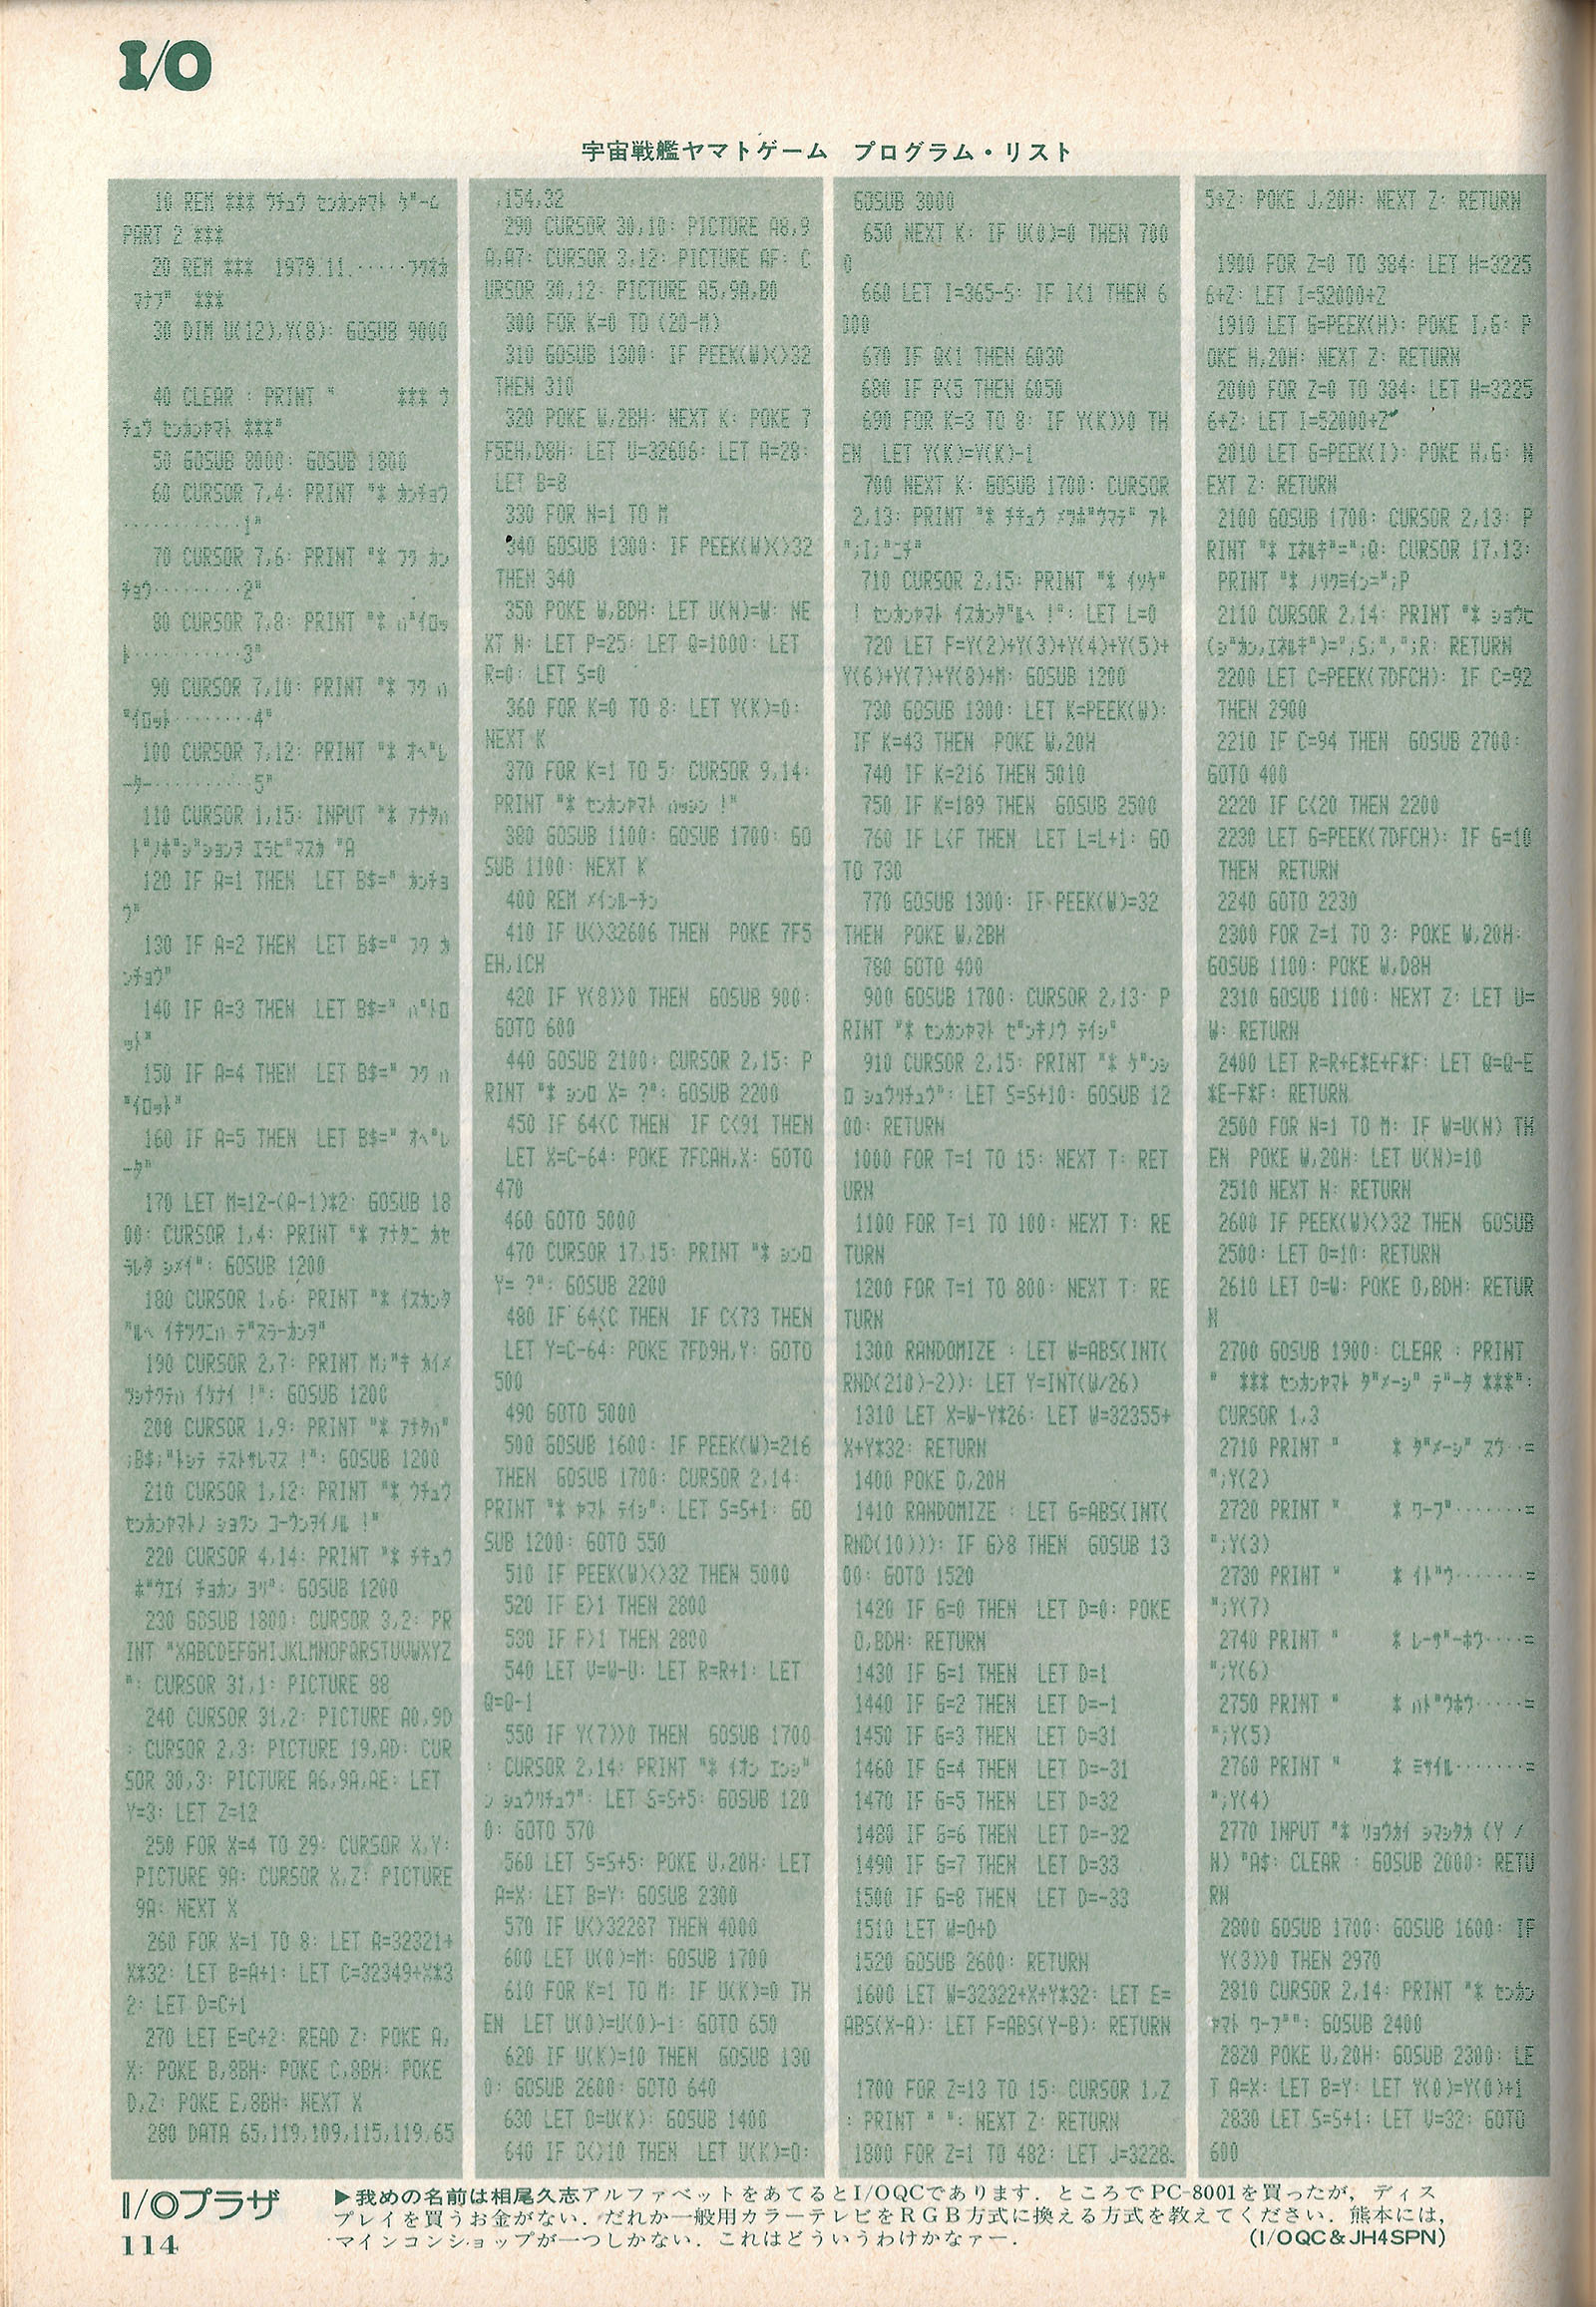 I/O
宇宙戦艦ヤマトゲーム　プログラム・リスト
10 REM *** ウチュウ センカンヤマト ゲーム
PART 2 ***
20 REM *** 1979.11.・・・・・フクオカ
マナブ ***
30 DIM U(12),Y(8): GOSUB 9000
40 CLEAR : PRINT "      *** ウ
チュウ センカンヤマト ***"
50 GOSUB 8000: GOSUB 1800
60 CURSOR 7,4: PRINT "* カンチョウ
・・・・・・・・・・・・1"
70 CURSOR 7,6: PRINT "* フク カン
チョウ・・・・・・・・・2"
80 CURSOR 7,8: PRINT "* パイロッ
ト・・・・・・・・・・・3"
90 CURSOR 7,10: PRINT "* フク パ
イロット・・・・・・・・4"
100 CURSOR 7,12: PRINT "* オペレ
ーター・・・・・・・・・・5"
110 CURSOR 1,15: INPUT "* アナタハ
ドノポジションヲ エラビマスカ "A
120 IF A=1 THEN  LET B$=" カンチョ
ウ"
130 IF A=2 THEN  LET B$=" フク カ
ンチョウ"
140 IF A=3 THEN  LET B$=" パイロ
ット"
150 IF A=4 THEN  LET B$=" フク パ
イロット"
160 IF A=5 THEN  LET B$=" オペレ
ータ"
170 LET M=12-(A-1)*2: GOSUB 18
00: CURSOR 1,4: PRINT "* アナタニ カセ
ラレタ シメイ": GOSUB 1200
180 CURSOR 1,6: PRINT "* イスカンダ
ルヘ イキツクニハ デスラーカンヲ"
190 CURSOR 2,7: PRINT M;"キ カイメ
ツシナクテハ イケナイ !": GOSUB 1200
200 CURSOR 1,9: PRINT "* アナタハ"
;B$;"トシテ テストサレマス !": GOSUB 1200
210 CURSOR 1,12: PRINT "* ウチュウ
センカンヤマトノ ショクン コーウンヲイノル !"
220 CURSOR 4,14: PRINT "* チキュウ
ボウエイ チョカン ヨリ": GOSUB 1200
230 GOSUB 1800: CURSOR 3,2: PR
INT "XABCDEFGHIJKLMNOPQRSTUVWXYZ
": CURSOR 31,1: PICTURE 88
240 CURSOR 31,2: PICTURE A0,9D
: CURSOR 2,3: PICTURE 19,AD: CUR
SOR 30,3: PICTURE A6,9A,AE: LET
Y=3: LET Z=12
250 FOR X=4 TO 29: CURSOR X,Y:
PICTURE 9A: CURSOR X,Z: PICTURE
9A: NEXT X
260 FOR X=1 TO 8: LET A=32321+
X*32: LET B=A+1: LET C=32349+X*3
2: LET D=C+1
270 LET E=C+2: READ Z: POKE A,
X: POKE B,8BH: POKE C,8BH: POKE
D,Z: POKE E,8BH: NEXT X
280 DATA 65,119,109,115,119,65
,154,32
290 CURSOR 30,10: PICTURE A8,9
A,A7: CURSOR 3,12: PICTURE AF: C
URSOR 30,12: PICTURE A5,9A,B0
300 FOR K=0 TO (20-M)
310 GOSUB 1300: IF PEEK(W)<>32
THEN 310
320 POKE W,2BH: NEXT K: POKE 7
F5EH,D8H: LET U=32606: LET A=28:
LET B=8
330 FOR N=1 TO M
340 GOSUB 1300: IF PEEK(W)<>32
THEN 340
350 POKE W,BDH: LET U(N)=W: NE
XT N: LET P=25: LET Q=1000: LET
R=0: LET S=0
360 FOR K=0 TO 8: LET Y(K)=0:
NEXT K
370 FOR K=1 TO 5: CURSOR 9,14:
PRINT "* センカンヤマト ハッシン !"
380 GOSUB 1100: GOSUB 1700: GO
SUB 1100: NEXT K
400 REM メインルーチン
410 IF U<>32606 THEN  POKE 7F5
EH,1CH
420 IF Y(8)>0 THEN  GOSUB 900:
GOTO 600
440 GOSUB 2100: CURSOR 2,15: P
RINT "* シンロ X= ?": GOSUB 2200
450 IF 64<C THEN  IF C<91 THEN
LET X=C-64: POKE 7FCAH,X: GOTO
470
460 GOTO 5000
470 CURSOR 17,15: PRINT "* シンロ
Y= ?": GOSUB 2200
480 IF 64<C THEN  IF C<73 THEN
LET Y=C-64: POKE 7FD9H,Y: GOTO
500
490 GOTO 5000
500 GOSUB 1600: IF PEEK(W)=216
THEN  GOSUB 1700: CURSOR 2,14:
PRINT "* ヤマト テイシ": LET S=S+1: GO
SUB 1200: GOTO 550
510 IF PEEK(W)<>32 THEN 5000
520 IF E>1 THEN 2800
530 IF F>1 THEN 2800
540 LET V=W-U: LET R=R+1: LET
Q=Q-1
550 IF Y(7)>0 THEN  GOSUB 1700
: CURSOR 2,14: PRINT "* イオン エンジ
ン シュウリチュウ": LET S=S+5: GOSUB 120
0: GOTO 570
560 LET S=S+5: POKE U,20H: LET
A=X: LET B=Y: GOSUB 2300
570 IF U<>32287 THEN 4000
600 LET U(0)=M: GOSUB 1700
610 FOR K=1 TO M: IF U(K)=0 TH
EN  LET U(0)=U(0)-1: GOTO 650
620 IF U(K)=10 THEN  GOSUB 130
0: GOSUB 2600: GOTO 640
630 LET O=U(K): GOSUB 1400
640 IF O<>10 THEN  LET U(K)=O:
GOSUB 3000
650 NEXT K: IF U(0)=0 THEN 700
0
660 LET I=365-S: IF I<1 THEN 6
000
670 IF Q<1 THEN 6030
680 IF P<5 THEN 6050
690 FOR K=3 TO 8: IF Y(K)>0 TH
EN  LET Y(K)=Y(K)-1
700 NEXT K: GOSUB 1700: CURSOR
2,13: PRINT "* チキュウ メツボウマデ アト
";I;"ニチ"
710 CURSOR 2,15: PRINT "* イッケ
! センカンヤマト イスカンダルヘ !": LET L=0
720 LET F=Y(2)+Y(3)+Y(4)+Y(5)+
Y(6)+Y(7)+Y(8)+M: GOSUB 1200
730 GOSUB 1300: LET K=PEEK(W):
IF K=43 THEN  POKE W,20H
740 IF K=216 THEN 5010
750 IF K=189 THEN  GOSUB 2500
760 IF L<F THEN  LET L=L+1: GO
TO 730
770 GOSUB 1300: IF PEEK(W)=32
THEN  POKE W,2BH
780 GOTO 400
900 GOSUB 1700: CURSOR 2,13: P
RINT "* センカンヤマト ゼンキノウ テイシ"
910 CURSOR 2,15: PRINT "* ゲンシ
ロ シュウリチュウ": LET S=S+10: GOSUB 12
00: RETURN
1000 FOR T=1 TO 15: NEXT T: RET
URN
1100 FOR T=1 TO 100: NEXT T: RE
TURN
1200 FOR T=1 TO 800: NEXT T: RE
TURN
1300 RANDOMIZE : LET W=ABS(INT(
RND(210)-2)): LET Y=INT(W/26)
1310 LET X=W-Y*26: LET W=32355+
X+Y*32: RETURN
1400 POKE O,20H
1410 RANDOMIZE : LET G=ABS(INT(
RND(10))): IF G>8 THEN  GOSUB 13
00: GOTO 1520
1420 IF G=0 THEN  LET D=0: POKE
O,BDH: RETURN
1430 IF G=1 THEN  LET D=1
1440 IF G=2 THEN  LET D=-1
1450 IF G=3 THEN  LET D=31
1460 IF G=4 THEN  LET D=-31
1470 IF G=5 THEN  LET D=32
1480 IF G=6 THEN  LET D=-32
1490 IF G=7 THEN  LET D=33
1500 IF G=8 THEN  LET D=-33
1510 LET W=O+D
1520 GOSUB 2600: RETURN
1600 LET W=32322+X+Y*32: LET E=
ABS(X-A): LET F=ABS(Y-B): RETURN
1700 FOR Z=13 TO 15: CURSOR 1,Z
: PRINT " ": NEXT Z: RETURN
1800 FOR Z=1 TO 482: LET J=3228
5+Z: POKE J,20H: NEXT Z: RETURN
1900 FOR Z=0 TO 384: LET H=3225
6+Z: LET I=52000+Z
1910 LET G=PEEK(H): POKE I,G: P
OKE H,20H: NEXT Z: RETURN
2000 FOR Z=0 TO 384: LET H=3225
6+Z: LET I=52000+Z
2010 LET G=PEEK(I): POKE H,G: N
EXT Z: RETURN
2100 GOSUB 1700: CURSOR 2,13: P
RINT "* エネルギ=";Q: CURSOR 17,13:
PRINT "* ノリクミイン=";P
2110 CURSOR 2,14: PRINT "* ショウヒ
(ジカン,エネルギ)=";S;",";R: RETURN
2200 LET C=PEEK(7DFCH): IF C=92
THEN 2900
2210 IF C=94 THEN  GOSUB 2700:
GOTO 400
2220 IF C<20 THEN 2200
2230 LET G=PEEK(7DFCH): IF G=10
THEN  RETURN
2240 GOTO 2230
2300 FOR Z=1 TO 3: POKE W,20H:
GOSUB 1100: POKE W,D8H
2310 GOSUB 1100: NEXT Z: LET U=
W: RETURN
2400 LET R=R+E*E+F*F: LET Q=Q-E
*E-F*F: RETURN
2500 FOR N=1 TO M: IF W=U(N) TH
EN  POKE W,20H: LET U(N)=10
2510 NEXT N: RETURN
2600 IF PEEK(W)<>32 THEN  GOSUB
2500: LET O=10: RETURN
2610 LET O=W: POKE O,BDH: RETUR
N
2700 GOSUB 1900: CLEAR : PRINT
"  *** センカンヤマト ダメージ データ ***":
CURSOR 1,3
2710 PRINT "     * ダメージ スウ・・=
";Y(2)
2720 PRINT "     * ワープ・・・・・・・・=
";Y(3)
2730 PRINT "     * イドウ・・・・・・・=
";Y(7)
2740 PRINT "     * レーザーホウ・・・・=
";Y(6)
2750 PRINT "     * ハドウホウ・・・・・=
";Y(5)
2760 PRINT "     * ミサイル・・・・・・・=
";Y(4)
2770 INPUT "* リョウカイ シマシタカ (Y /
N) "A$: CLEAR : GOSUB 2000: RETU
RN
2800 GOSUB 1700: GOSUB 1600: IF
Y(3)>0 THEN 2970
2810 CURSOR 2,14: PRINT "* センカン
ヤマト ワープ": GOSUB 2400
2820 POKE U,20H: GOSUB 2300: LE
T A=X: LET B=Y: LET Y(0)=Y(0)+1
2830 LET S=S+1: LET V=32: GOTO
600
I/Oプラザ
▶我めの名前は相尾久志アルファベットをあてるとI/OQCであります．ところでPC-8001を買ったが，ディス
プレイを買うお金がない．だれか一般用カラーテレビをRGB方式に換える方式を教えてください．熊本には，
マインコンショップが一つしかない．これはどういうわけかなァー．
(I/OQC&JH4SPN)
114